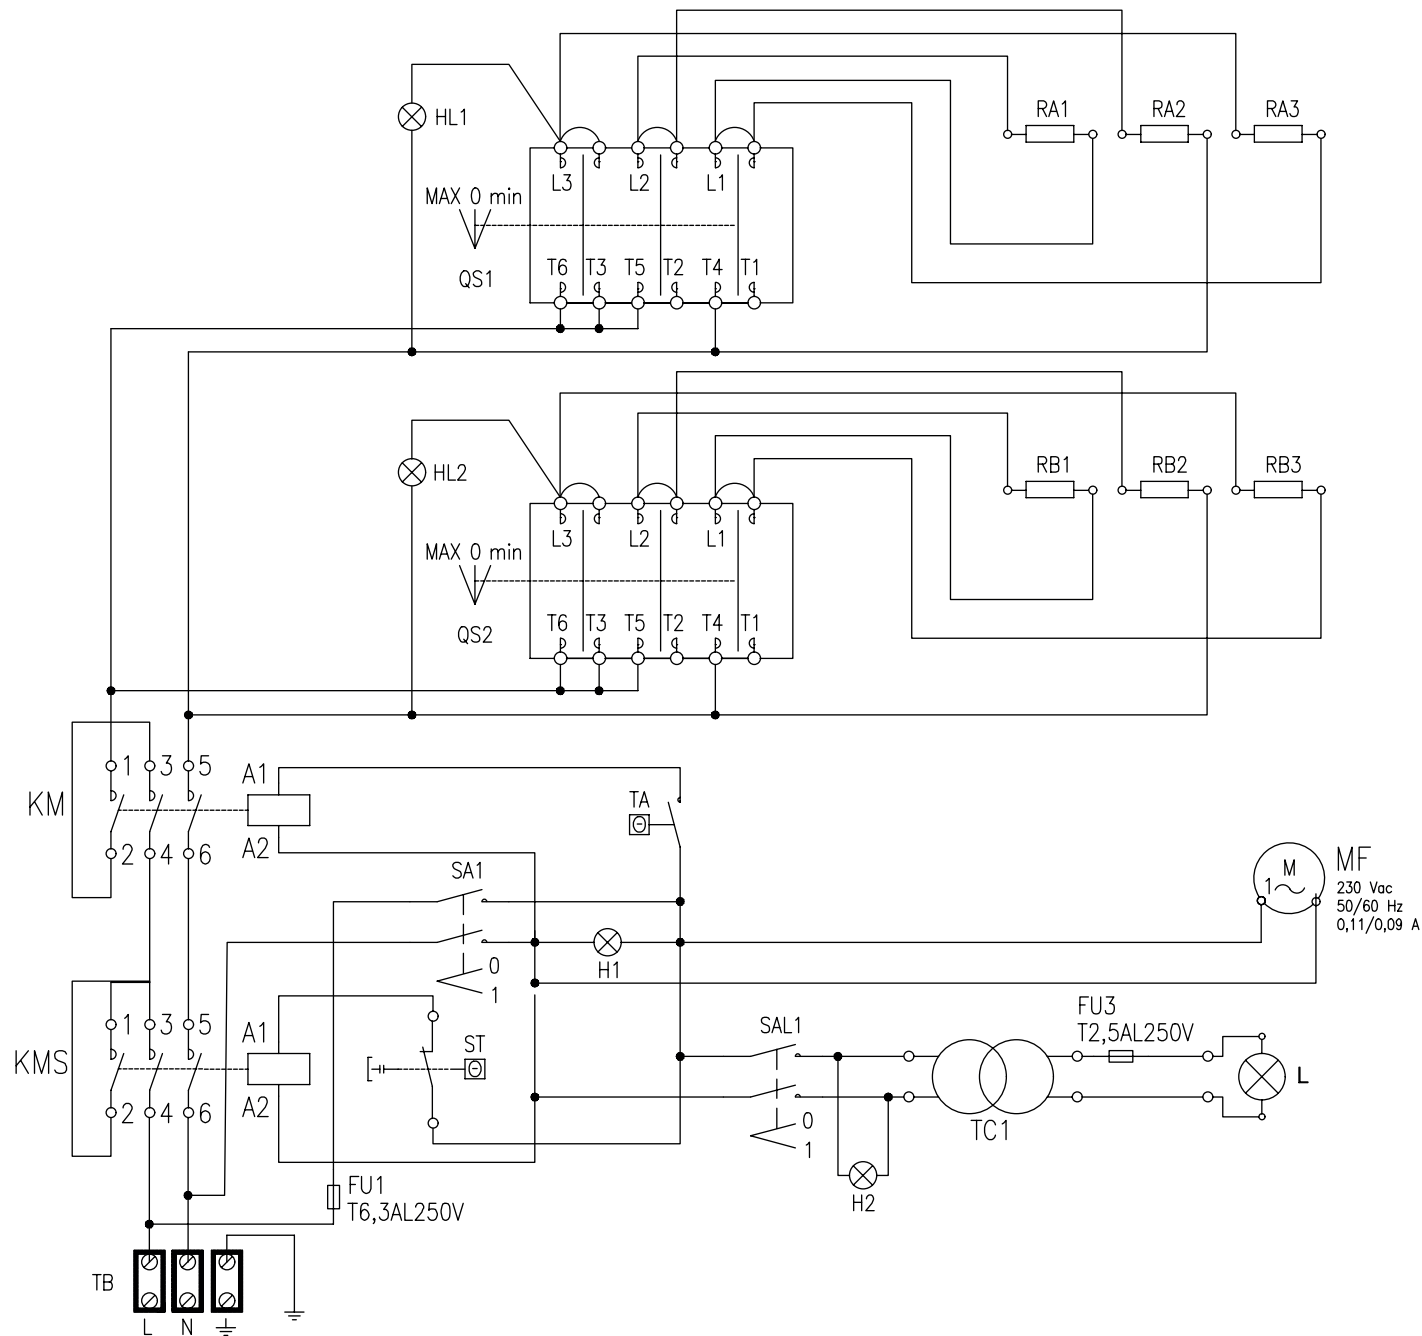 RA1 RA2 RA3
HL1
L3 L2 L1
MAX 0 min
T6 T3 T5 T2 T4 T1
QS1
RB1 RB2 RB3
HL2
L3 L2 L1
MAX 0 min
T6 T3 T5 T2 T4 T1
QS2
1 3 5
A1
KM
TA
2 4 6
A2
SA1
M
1
MF
230 Vac
50/60 Hz
0,11/0,09 A
0
H1
1
1 3 5
A1
KMS
ST
SAL1
FU3
T2,5AL250V
L
2 4 6
A2
0
1
TC1
H2
FU1
T6,3AL250V
TB
L N